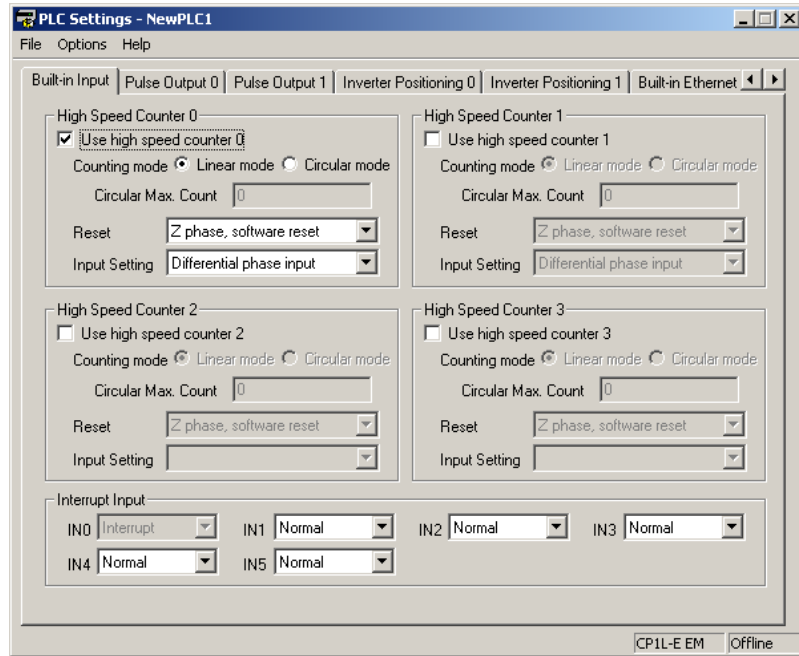 PLC Settings - NewPLC1
File Options Help
Built-in Input Pulse Output 0 Pulse Output 1 Inverter Positioning 0 Inverter Positioning 1 Built-in Ethernet
High Speed Counter 0
Use high speed counter 0
Counting mode Linear mode Circular mode
Circular Max. Count 0
Reset Z phase, software reset
Input Setting Differential phase input
High Speed Counter 1
Use high speed counter 1
Counting mode Linear mode Circular mode
Circular Max. Count 0
Reset Z phase, software reset
Input Setting Differential phase input
High Speed Counter 2
Use high speed counter 2
Counting mode Linear mode Circular mode
Circular Max. Count 0
Reset Z phase, software reset
Input Setting
High Speed Counter 3
Use high speed counter 3
Counting mode Linear mode Circular mode
Circular Max. Count 0
Reset Z phase, software reset
Input Setting
Interrupt Input
IN0 Interrupt IN1 Normal IN2 Normal IN3 Normal
IN4 Normal IN5 Normal
CP1L-E EM Offline